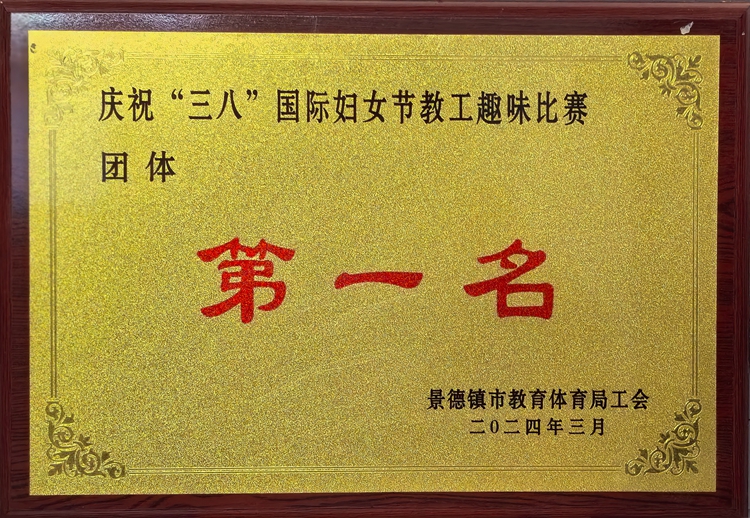 庆祝“三八”国际妇女节教工趣味比赛
团体
第一名
景德镇市教育体育局工会
二〇二四年三月